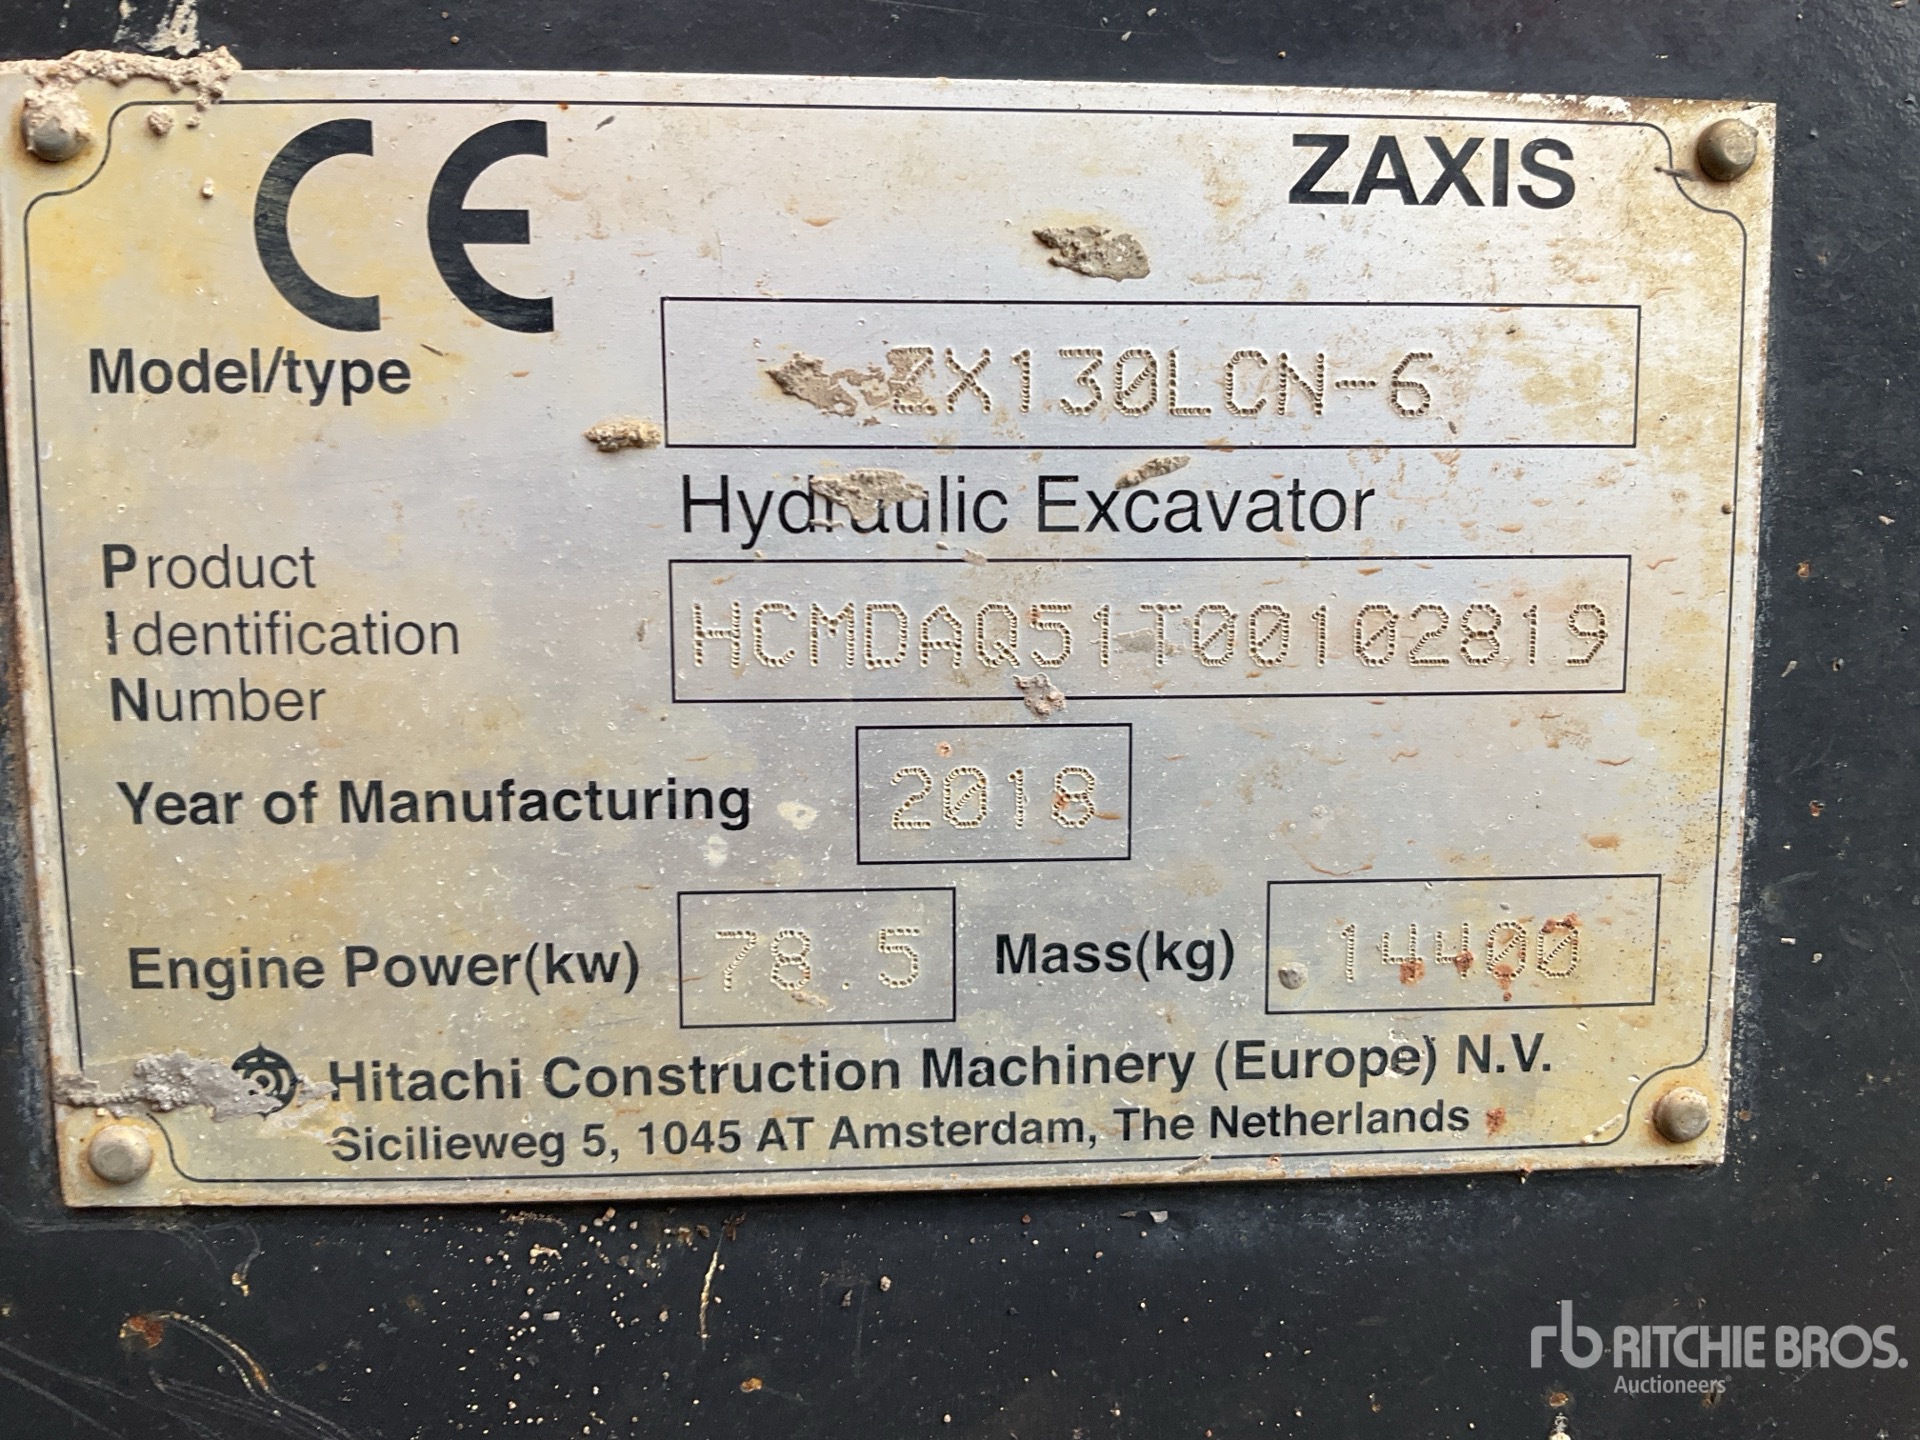 CE
ZAXIS
Model/type ZX130LCN-6
Hydraulic Excavator
Product
Identification HCMDAQ51T00102819
Number
Year of Manufacturing 2018
Engine Power(kw) 78.5 Mass(kg) 14400
Hitachi Construction Machinery (Europe) N.V.
Sicilieweg 5, 1045 AT Amsterdam, The Netherlands
rb RITCHIE BROS.
Auctioneers